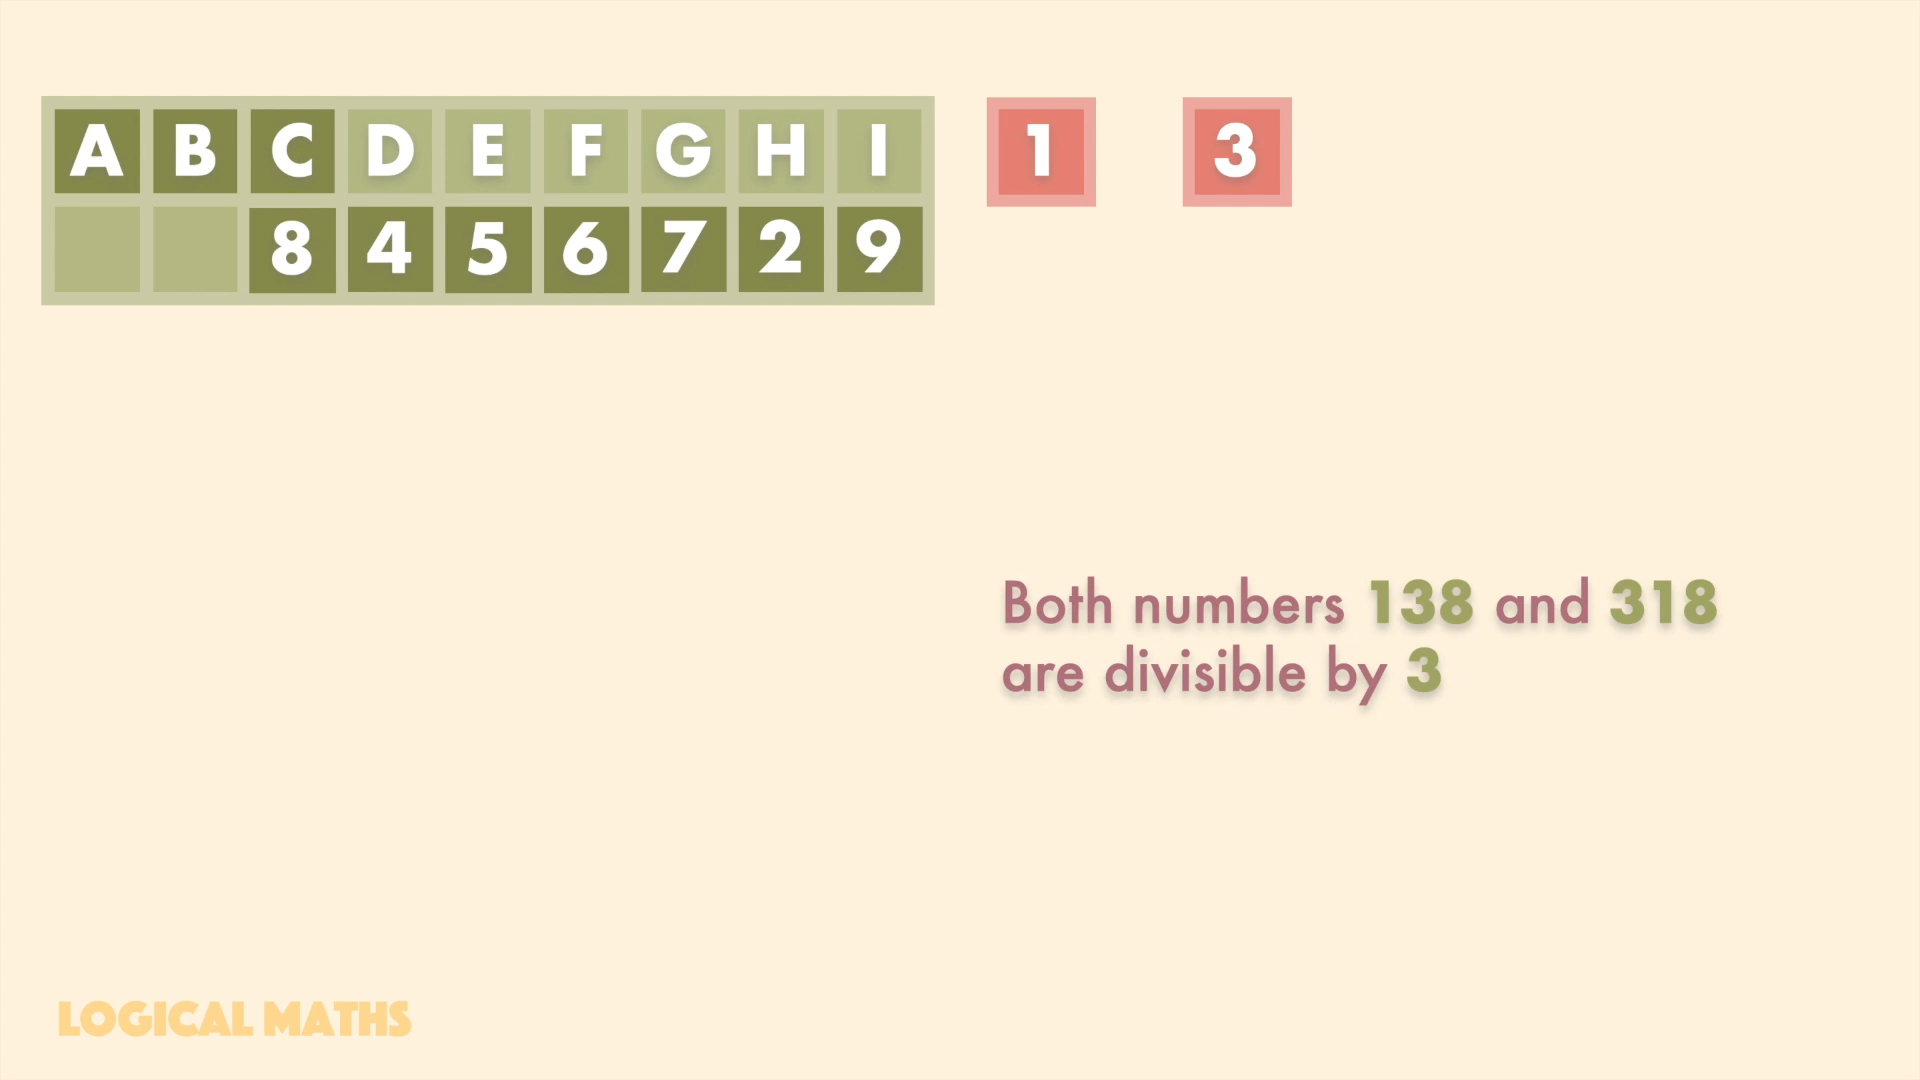 A B C D E F G H I 1 3
8 4 5 6 7 2 9
Both numbers 138 and 318
are divisible by 3
LOGICAL MATHS